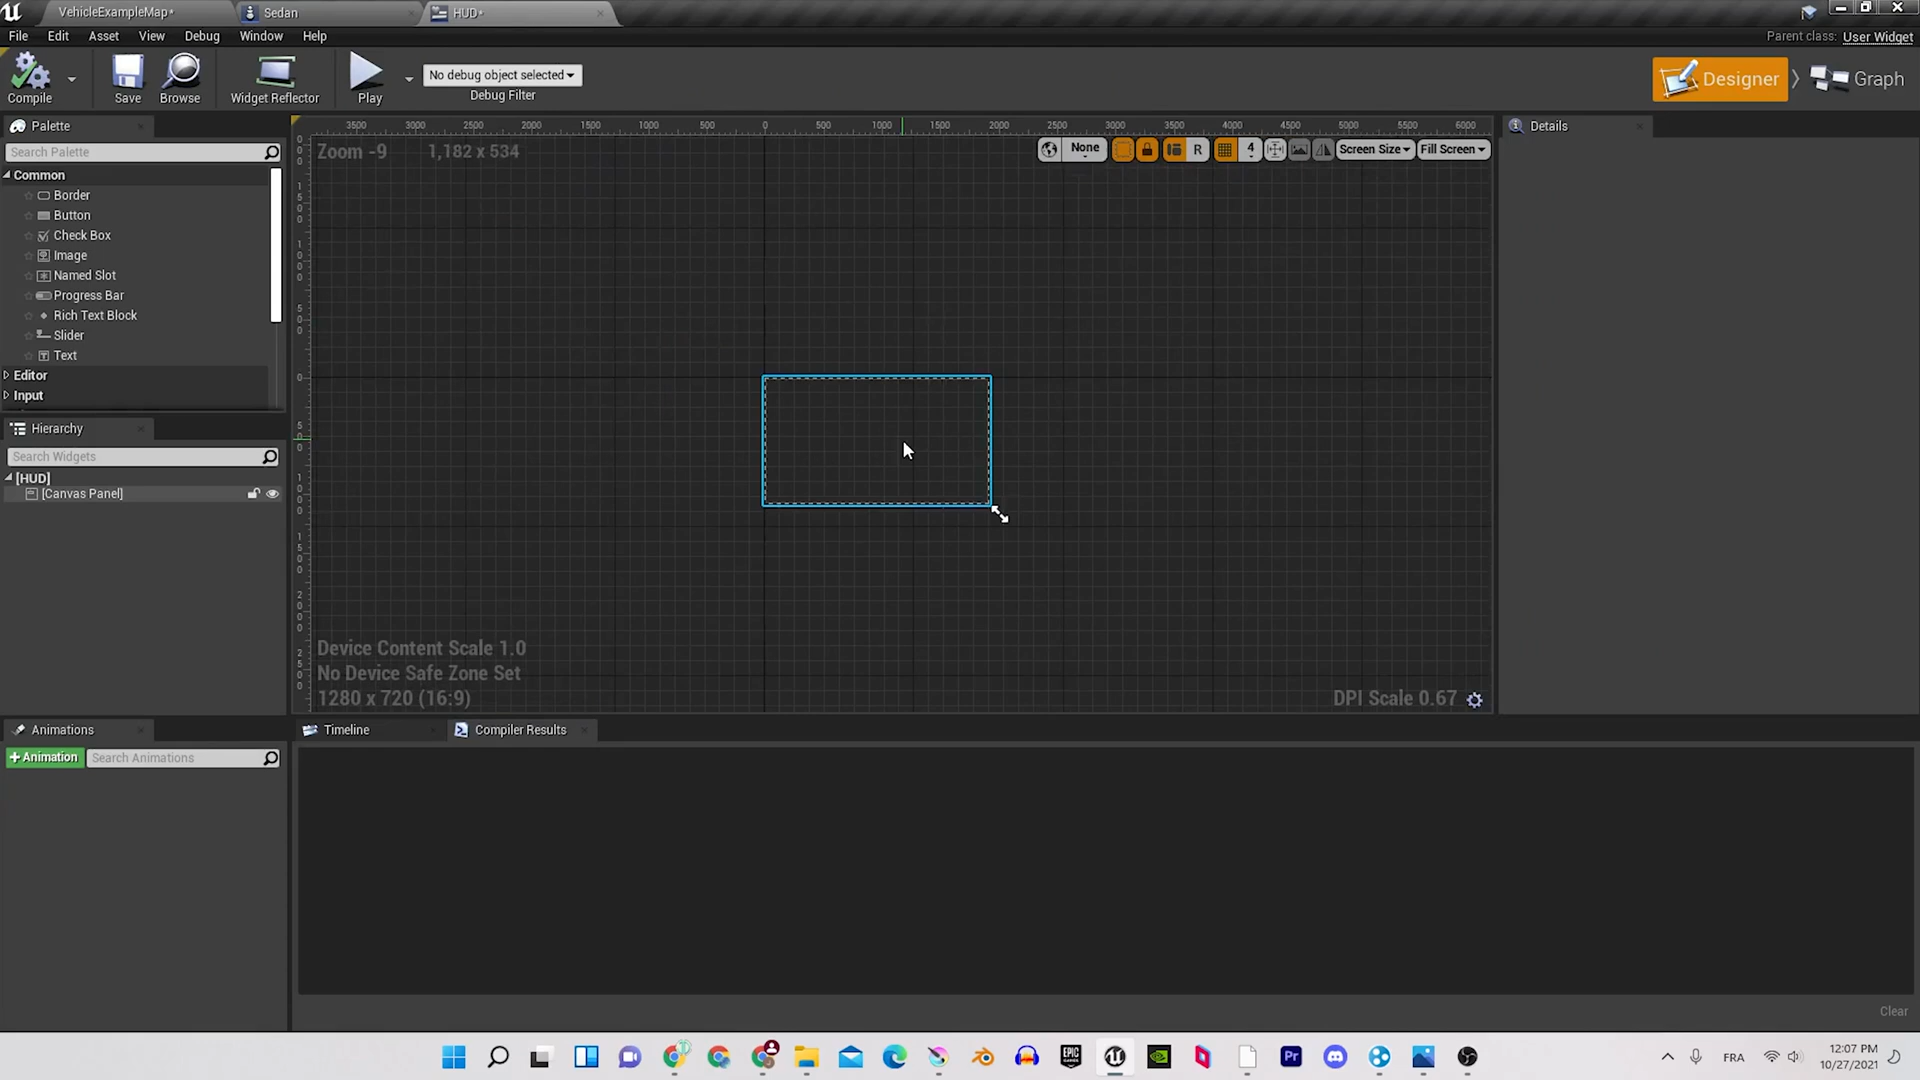 VehicleExampleMap*
Sedan
HUD*
File
Edit
Asset
View
Debug
Window
Help
Parent class: User Widget
Compile
Save
Browse
Widget Reflector
Play
No debug object selected
Debug Filter
Designer
Graph
Palette
Search Palette
Common
Border
Button
Check Box
Image
Named Slot
Progress Bar
Rich Text Block
Slider
Text
Editor
Input
Hierarchy
Search Widgets
[HUD]
[Canvas Panel]
Animations
+ Animation
Search Animations
3500 3000 2500 2000 1500 1000 500 0 500 1000 1500 2000 2500 3000 3500 4000 4500 5000 5500 6000
Zoom -9
1,182 x 534
None
R
4
Screen Size
Fill Screen
Device Content Scale 1.0
No Device Safe Zone Set
1280 x 720 (16:9)
DPI Scale 0.67
Details
Timeline
Compiler Results
Clear
EPIC
GAMES
Pr
FRA
12:07 PM
10/27/2021